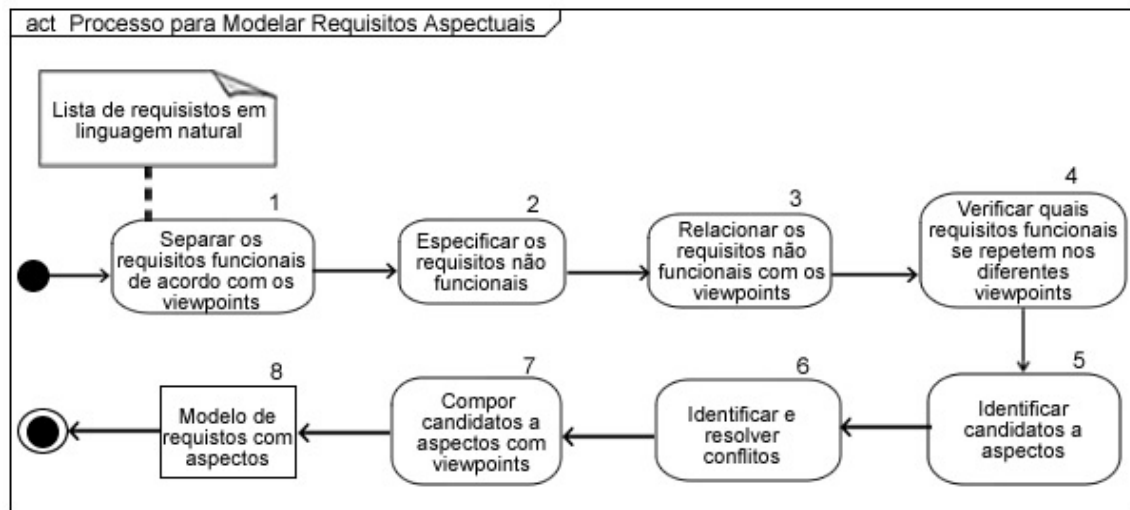 act Processo para Modelar Requisitos Aspectuais
Lista de requisistos em
linguagem natural
1
Separar os
requisitos funcionais
de acordo com os
viewpoints
2
Especificar os
requisitos não
funcionais
3
Relacionar os
requisitos não
funcionais com os
viewpoints
4
Verificar quais
requisitos funcionais
se repetem nos
diferentes
viewpoints
5
Identificar
candidatos a
aspectos
6
Identificar e
resolver
conflitos
7
Compor
candidatos a
aspectos com
viewpoints
8
Modelo de
requistos com
aspectos